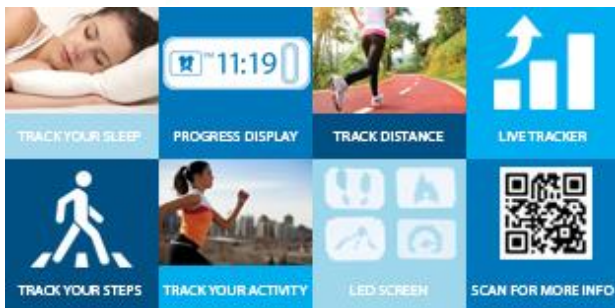 PM 11:19
TRACK YOUR SLEEP
PROGRESS DISPLAY
TRACK DISTANCE
LIVE TRACKER
TRACK YOUR STEPS
TRACK YOUR ACTIVITY
LED SCREEN
SCAN FOR MORE INFO